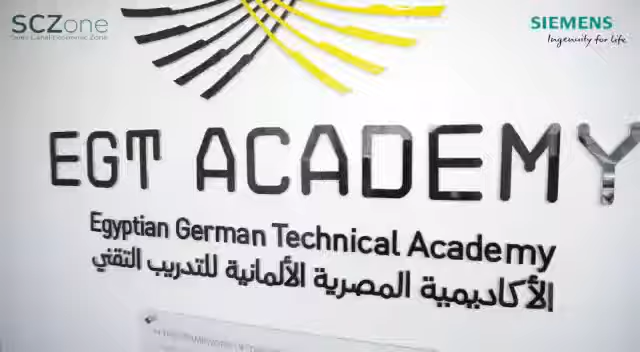 SCZone
Suez Canal Economic Zone
SIEMENS
Ingenuity for life
EGT ACADEMY
Egyptian German Technical Academy
الأكاديمية المصرية الألمانية للتدريب التقني